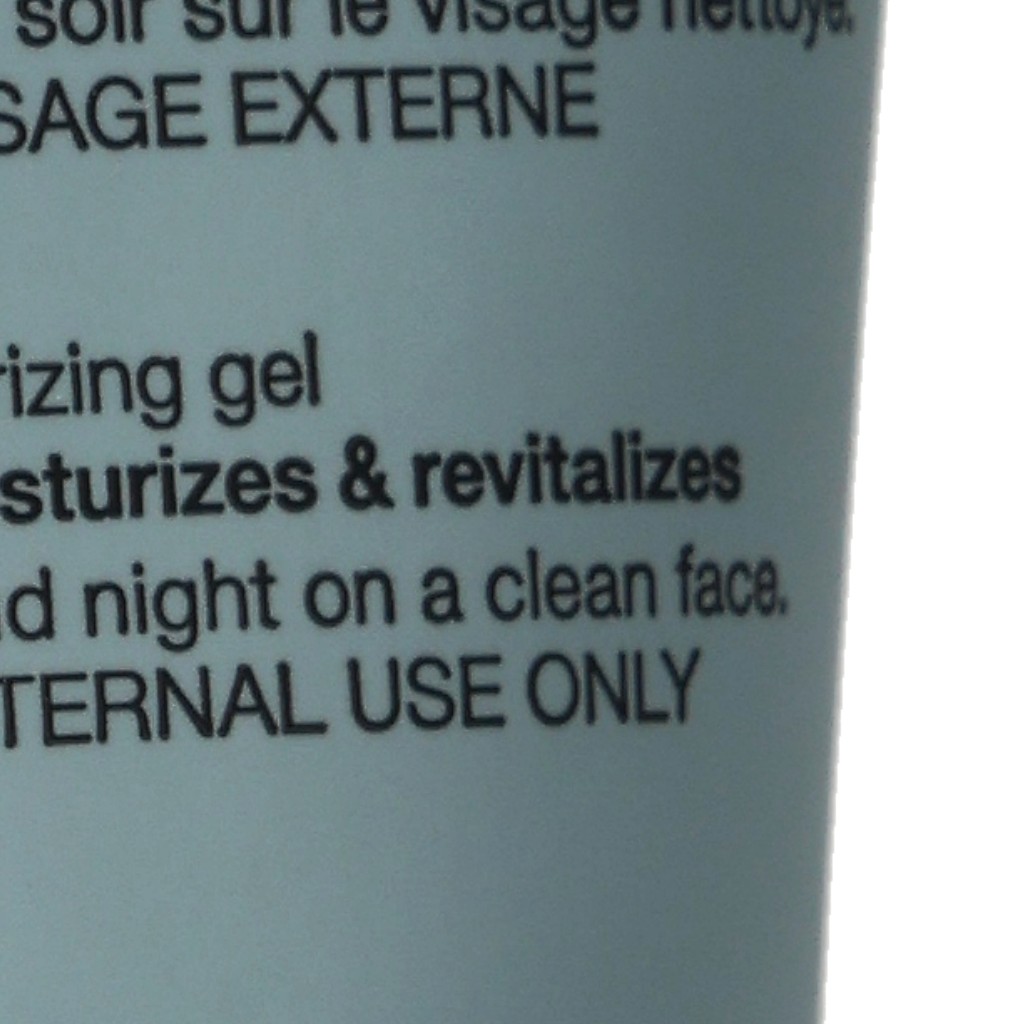 soir sur le visage nettoyé.
SAGE EXTERNE
rizing gel
sturizes & revitalizes
d night on a clean face.
TERNAL USE ONLY